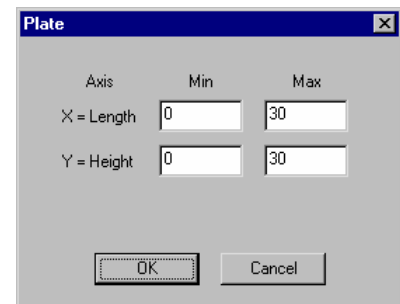 Plate
Axis Min Max
X = Length 0 30
Y = Height 0 30
OK Cancel